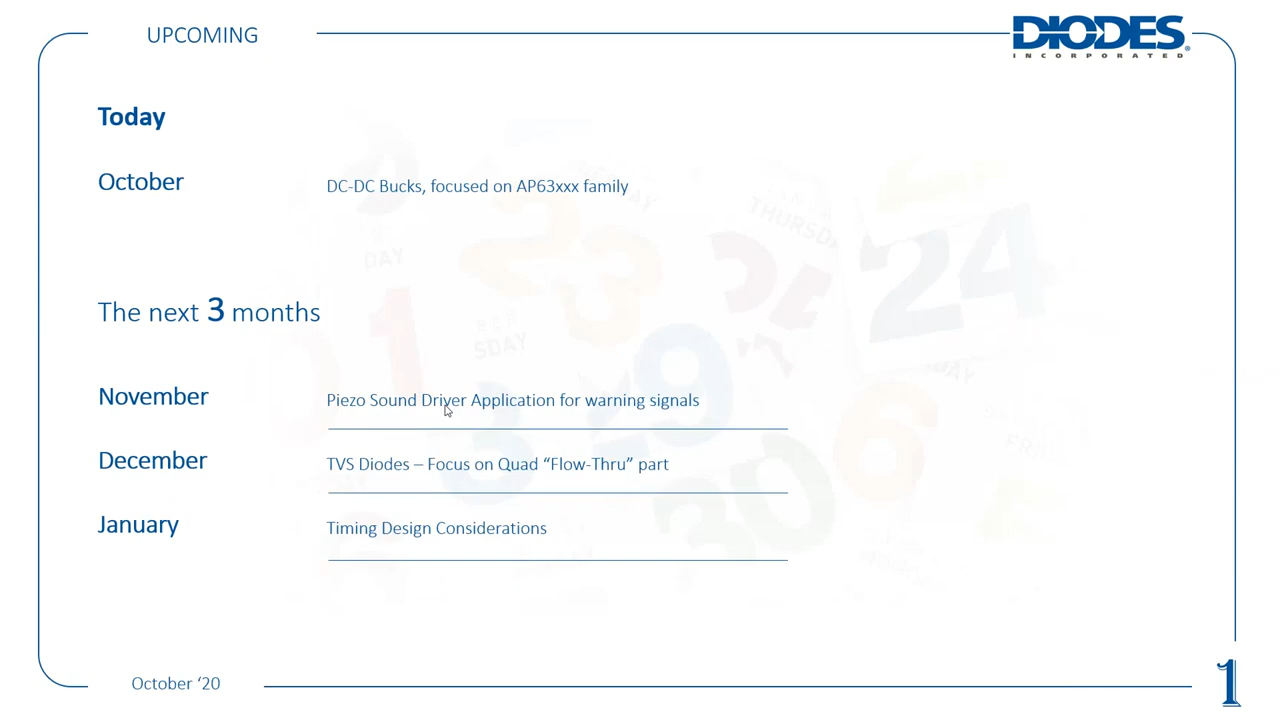 UPCOMING
DIODES
INCORPORATED
Today
October
DC-DC Bucks, focused on AP63xxx family
The next 3 months
November
Piezo Sound Driver Application for warning signals
December
TVS Diodes – Focus on Quad “Flow-Thru” part
January
Timing Design Considerations
October ‘20
1